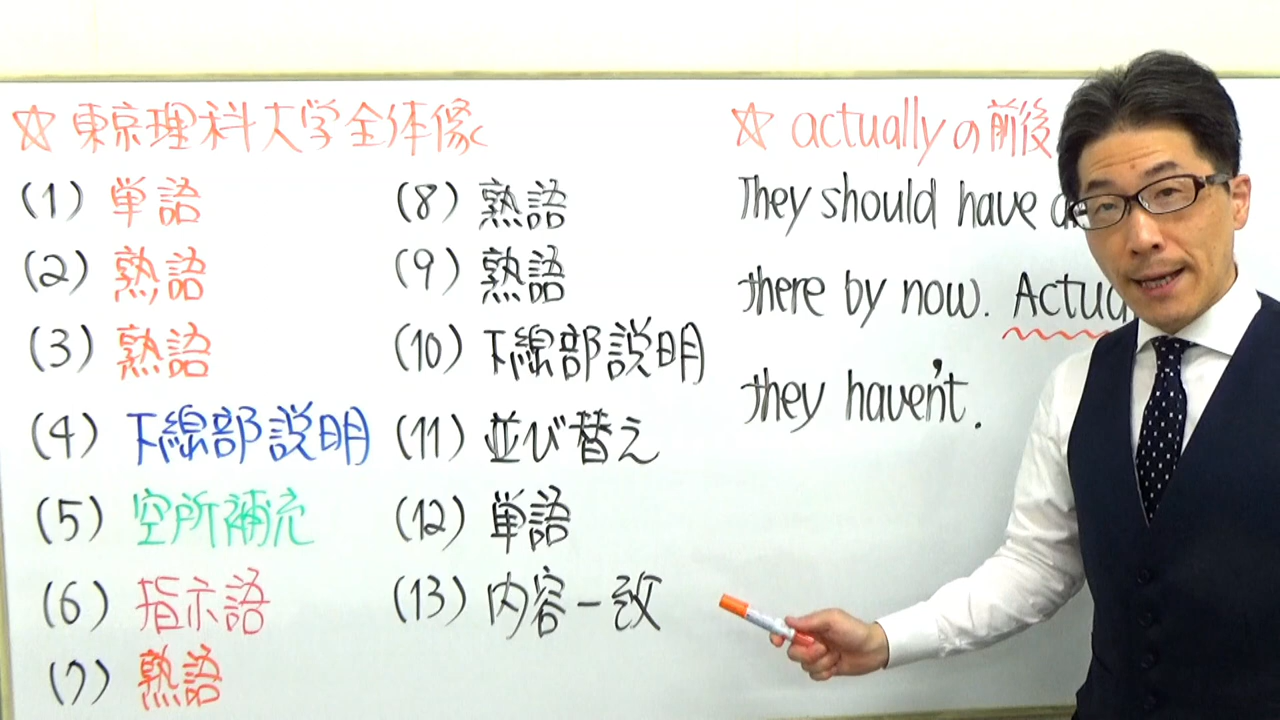 ☆ 東京理科大学全体像
(1) 単語
(2) 熟語
(3) 熟語
(4) 下線部説明
(5) 空所補充
(6) 指示語
(7) 熟語
(8) 熟語
(9) 熟語
(10) 下線部説明
(11) 並び替え
(12) 単語
(13) 内容一致
☆ actuallyの前後
They should have
there by now.
they haven't.